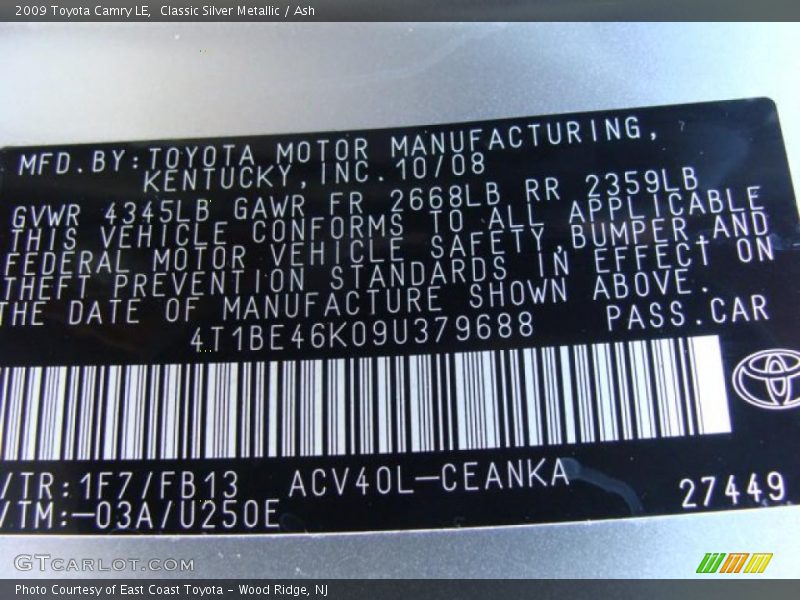 2009 Toyota Camry LE,  Classic Silver Metallic / Ash
MFD.BY:TOYOTA MOTOR MANUFACTURING,
KENTUCKY,INC.10/08
GVWR 4345LB GAWR FR 2668LB RR 2359LB
THIS VEHICLE CONFORMS TO ALL APPLICABLE
FEDERAL MOTOR VEHICLE SAFETY,BUMPER,AND
THEFT PREVENTION STANDARDS IN EFFECT ON
THE DATE OF MANUFACTURE SHOWN ABOVE.
4T1BE46K09U379688 PASS.CAR
/TR:1F7/FB13 ACV40L-CEANKA
/TM:-03A/U250E 27449
GTCARLOT.COM
Photo Courtesy of East Coast Toyota - Wood Ridge, NJ